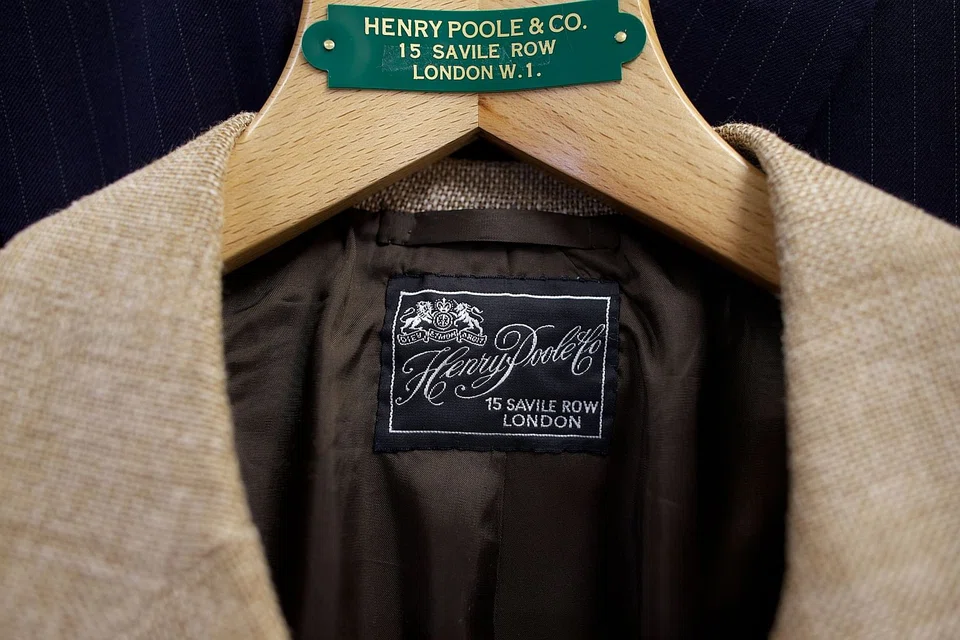 HENRY POOLE & CO.
15 SAVILE ROW
LONDON W.1.
DIEU ET MON DROIT
Henry Poole & Co
15 SAVILE ROW
LONDON